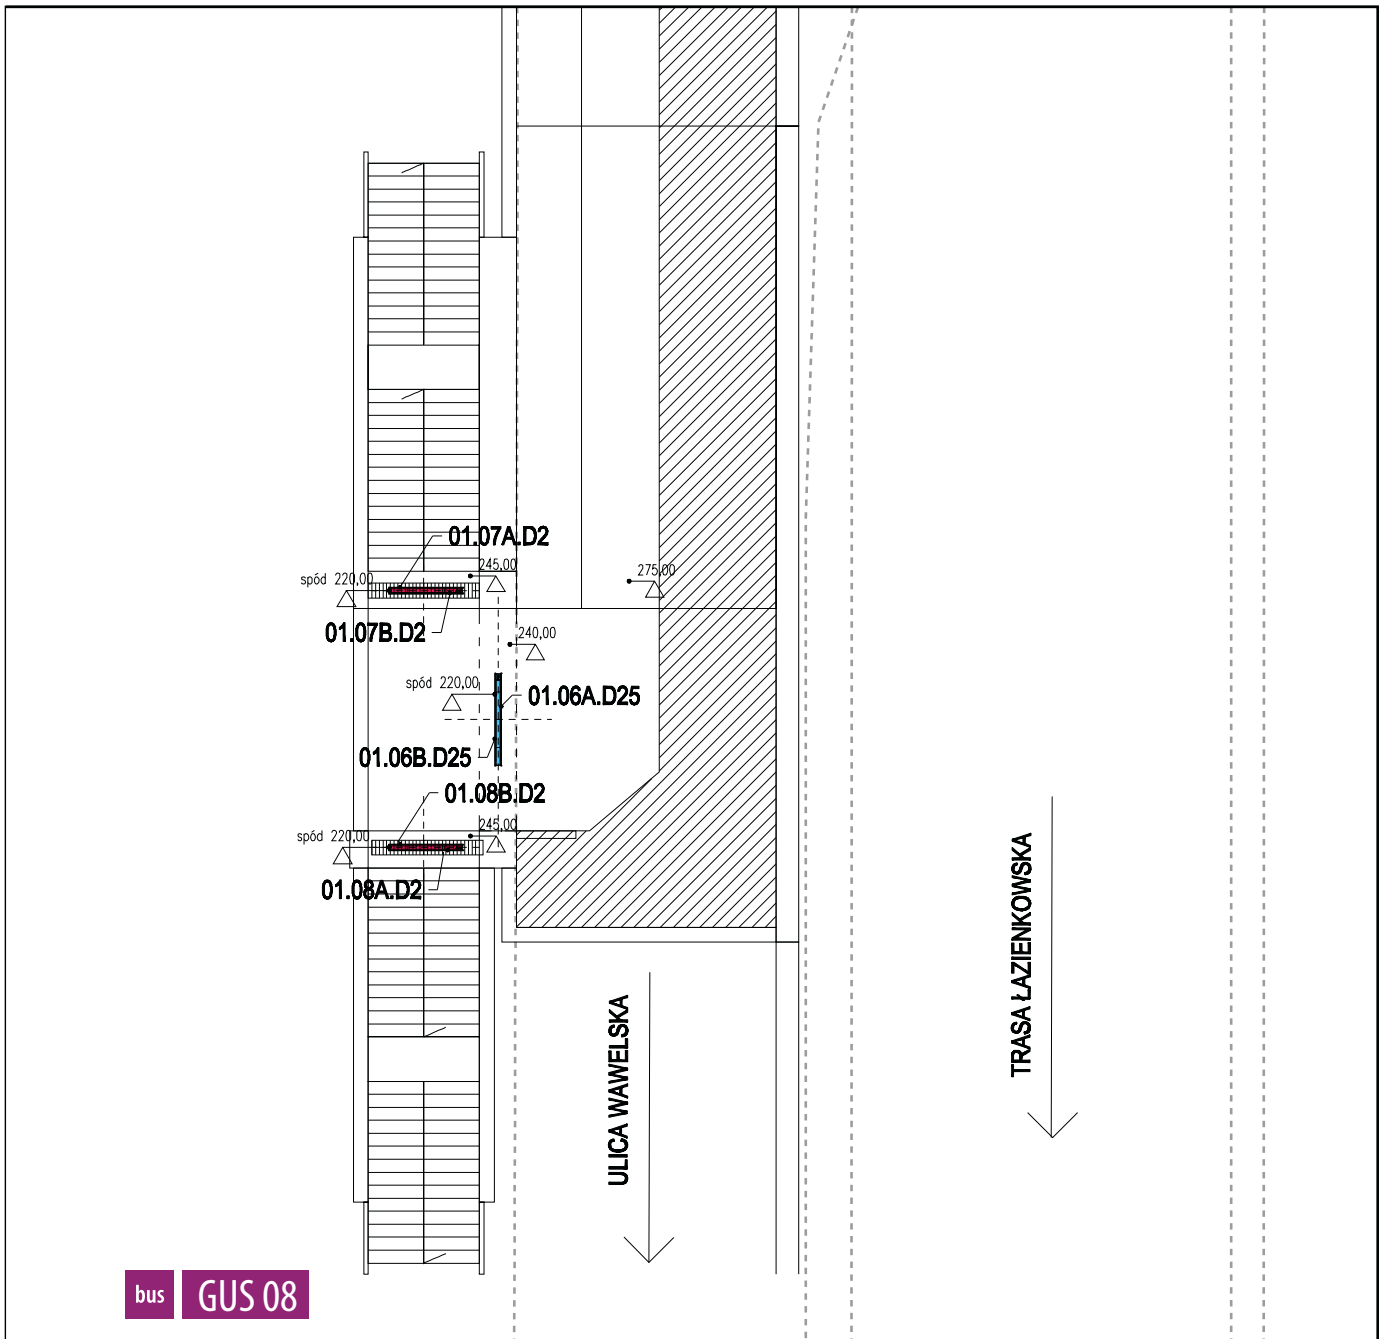 01.07A.D2
245,00
275,00
spód 220,00
01.07B.D2
240,00
spód 220,00
01.06A.D25
01.06B.D25
01.08B.D2
245,00
spód 220,00
01.08A.D2
TRASA ŁAZIENKOWSKA
ULICA WAWELSKA
bus GUS 08